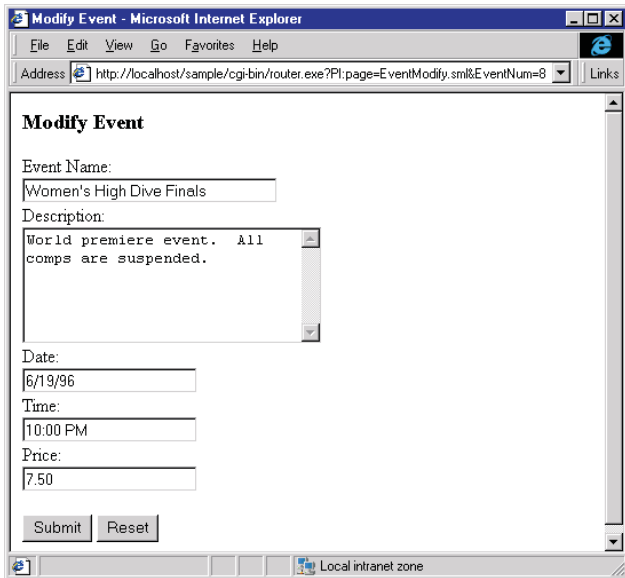 Modify Event - Microsoft Internet Explorer
File Edit View Go Favorites Help
Address http://localhost/sample/cgi-bin/router.exe?PI:page=EventModify.sml&EventNum=8 Links
Modify Event
Event Name:
Women's High Dive Finals
Description:
World premiere event. All
comps are suspended.
Date:
6/19/96
Time:
10:00 PM
Price:
7.50
Submit Reset
Local intranet zone